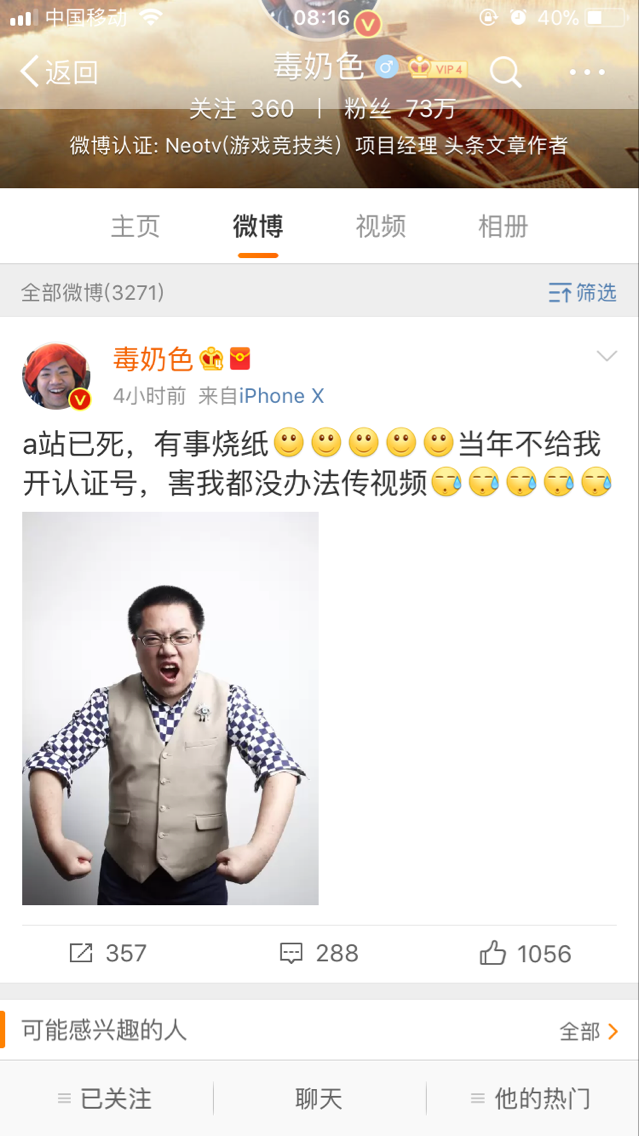 中国移动 08:16 40%
返回 毒奶色 VIP4
关注 360 | 粉丝 73万
微博认证: Neotv(游戏竞技类) 项目经理 头条文章作者
主页 微博 视频 相册
全部微博(3271) 筛选
毒奶色
4小时前 来自iPhone X
a站已死，有事烧纸当年不给我
开认证号，害我都没办法传视频
357 288 1056
可能感兴趣的人 全部
已关注 聊天 他的热门